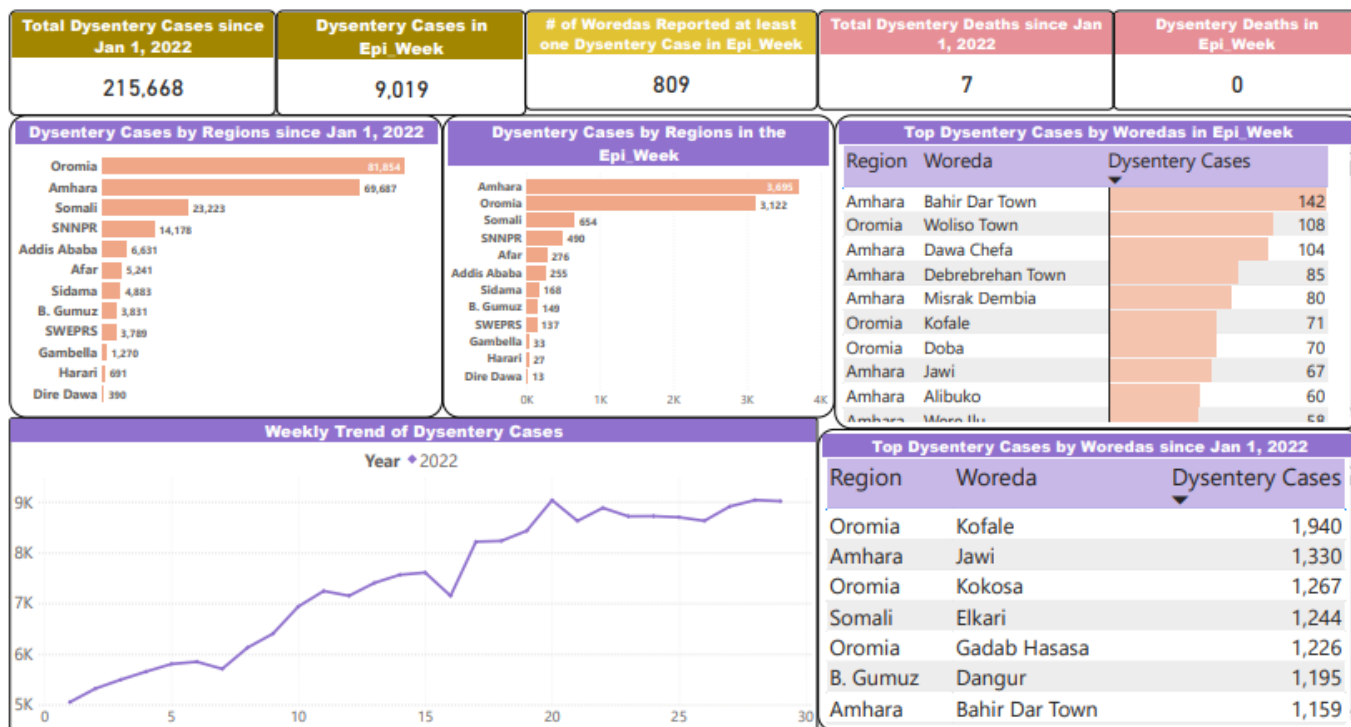 Total Dysentery Cases since
Jan 1, 2022
215,668
Dysentery Cases in
Epi_Week
9,019
# of Woredas Reported at least
one Dysentery Case in Epi_Week
809
Total Dysentery Deaths since Jan
1, 2022
7
Dysentery Deaths in
Epi_Week
0
Dysentery Cases by Regions since Jan 1, 2022
Oromia 81,854
Amhara 69,687
Somali 23,223
SNNPR 14,178
Addis Ababa 6,631
Afar 5,241
Sidama 4,883
B. Gumuz 3,831
SWEPRS 3,789
Gambella 1,270
Harari 691
Dire Dawa 390
Dysentery Cases by Regions in the
Epi_Week
Amhara 3,695
Oromia 3,122
Somali 654
SNNPR 490
Afar 276
Addis Ababa 255
Sidama 168
B. Gumuz 149
SWEPRS 137
Gambella 33
Harari 27
Dire Dawa 13
0K 1K 2K 3K 4K
Top Dysentery Cases by Woredas in Epi_Week
Region Woreda Dysentery Cases
Amhara Bahir Dar Town 142
Oromia Woliso Town 108
Amhara Dawa Chefa 104
Amhara Debrebrehan Town 85
Amhara Misrak Dembia 80
Oromia Kofale 71
Oromia Doba 70
Amhara Jawi 67
Amhara Alibuko 60
Amhara Were Ilu 58
Weekly Trend of Dysentery Cases
Year 2022
9K
8K
7K
6K
5K
0 5 10 15 20 25 30
Top Dysentery Cases by Woredas since Jan 1, 2022
Region Woreda Dysentery Cases
Oromia Kofale 1,940
Amhara Jawi 1,330
Oromia Kokosa 1,267
Somali Elkari 1,244
Oromia Gadab Hasasa 1,226
B. Gumuz Dangur 1,195
Amhara Bahir Dar Town 1,159